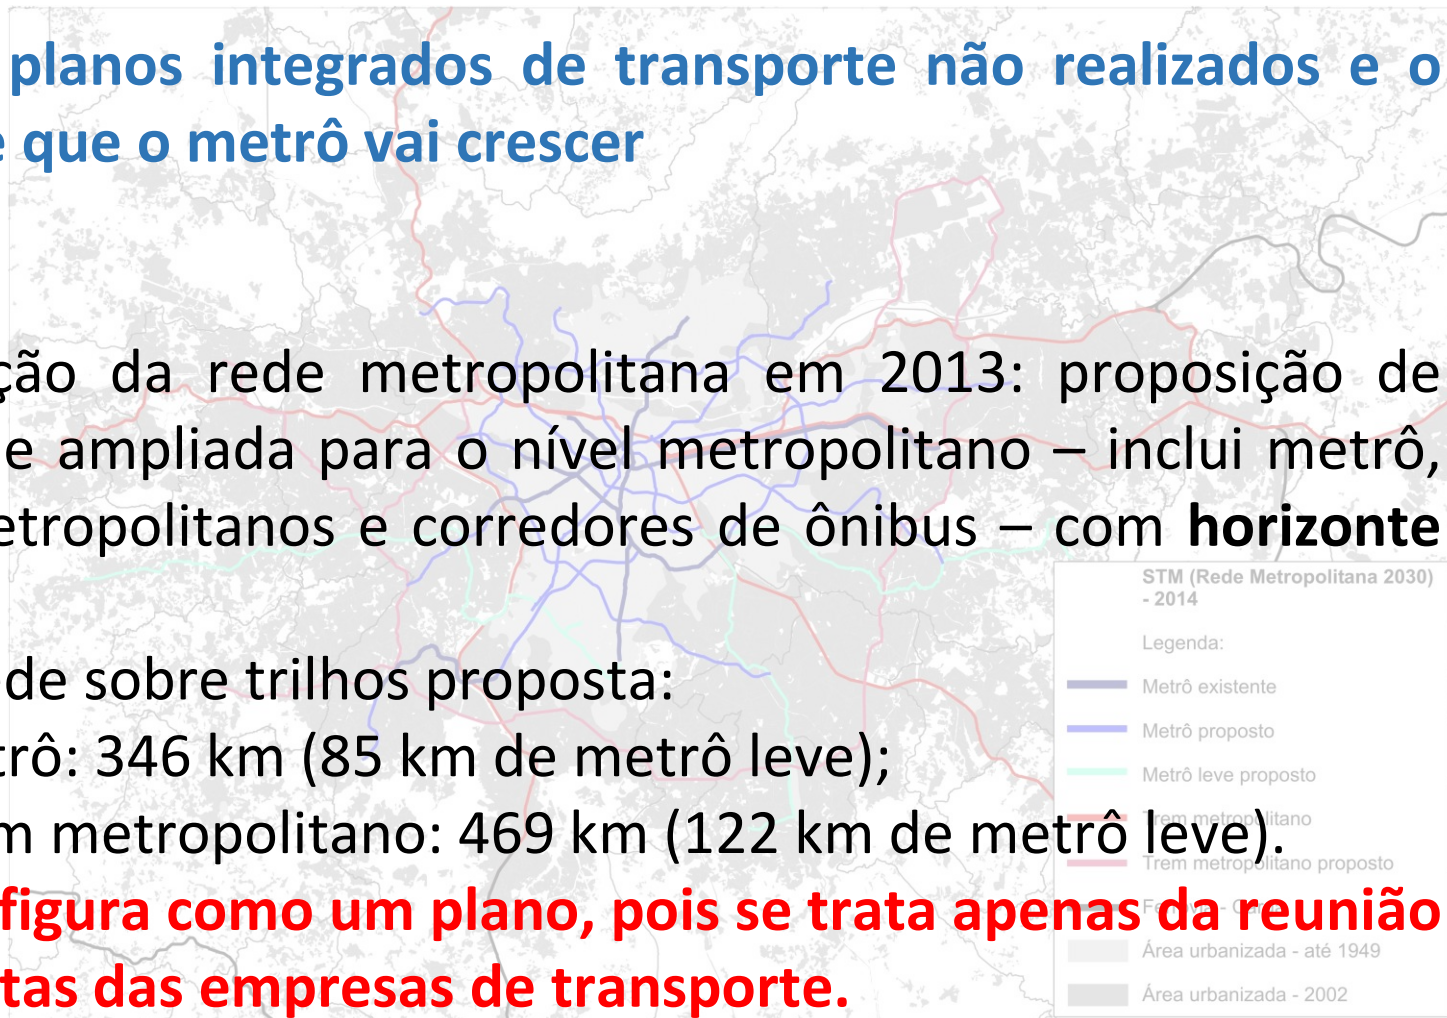 planos integrados de transporte não realizados e o
e que o metrô vai crescer
ção da rede metropolitana em 2013: proposição de
e ampliada para o nível metropolitano – inclui metrô,
etropolitanos e corredores de ônibus – com horizonte
de sobre trilhos proposta:
trô: 346 km (85 km de metrô leve);
m metropolitano: 469 km (122 km de metrô leve).
figura como um plano, pois se trata apenas da reunião
tas das empresas de transporte.
STM (Rede Metropolitana 2030)
- 2014
Legenda:
Metrô existente
Metrô proposto
Metrô leve proposto
Trem metropolitano
Trem metropolitano proposto
Área urbanizada - até 1949
Área urbanizada - 2002